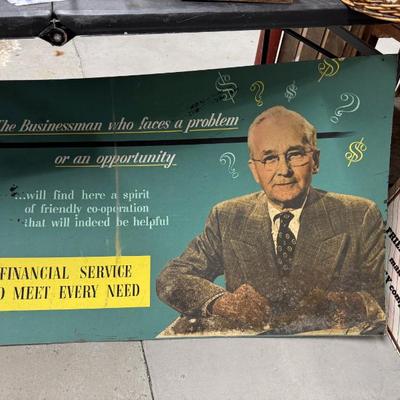 The Businessman who faces a problem
or an opportunity
...will find here a spirit
of friendly co-operation
that will indeed be helpful
FINANCIAL SERVICE
O MEET EVERY NEED